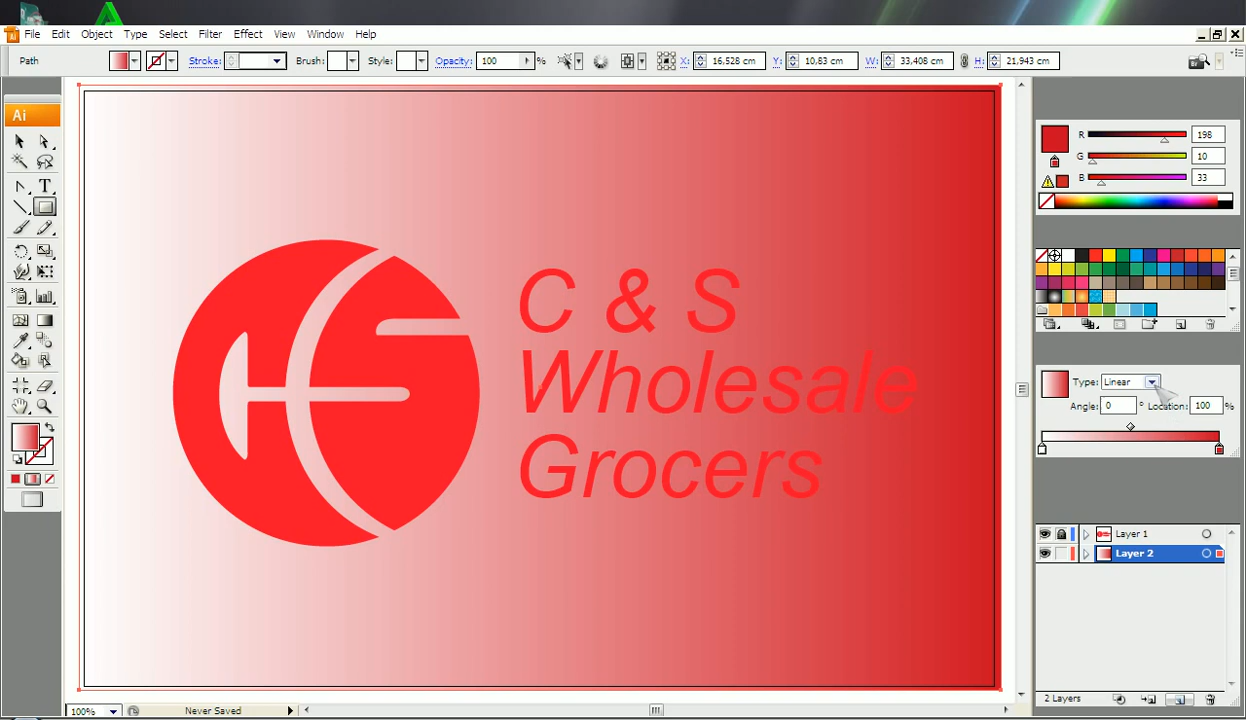 File Edit Object Type Select Filter Effect View Window Help
Path Stroke: Brush: Style: Opacity: 100 % X: 16,528 cm Y: 10,83 cm W: 33,408 cm H: 21,943 cm
Ai
R 198
G 10
B 33
C & S
Wholesale
Grocers
Type: Linear
Angle: 0 ° Location: 100 %
Layer 1
Layer 2
2 Layers
100% Never Saved